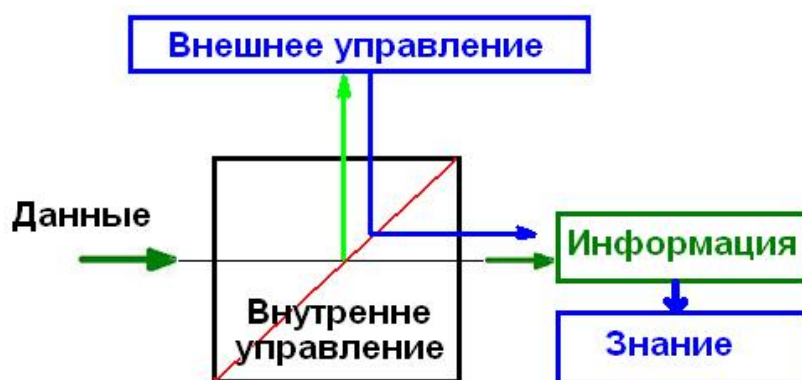 Внешнее управление
Данные
Информация
Внутренне
управление
Знание